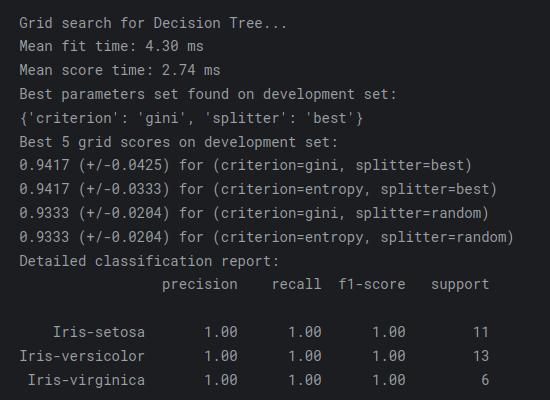 Grid search for Decision Tree...
Mean fit time: 4.30 ms
Mean score time: 2.74 ms
Best parameters set found on development set:
{'criterion': 'gini', 'splitter': 'best'}
Best 5 grid scores on development set:
0.9417 (+/-0.0425) for (criterion=gini, splitter=best)
0.9417 (+/-0.0333) for (criterion=entropy, splitter=best)
0.9333 (+/-0.0204) for (criterion=gini, splitter=random)
0.9333 (+/-0.0204) for (criterion=entropy, splitter=random)
Detailed classification report:
precision recall f1-score support
Iris-setosa 1.00 1.00 1.00 11
Iris-versicolor 1.00 1.00 1.00 13
Iris-virginica 1.00 1.00 1.00 6